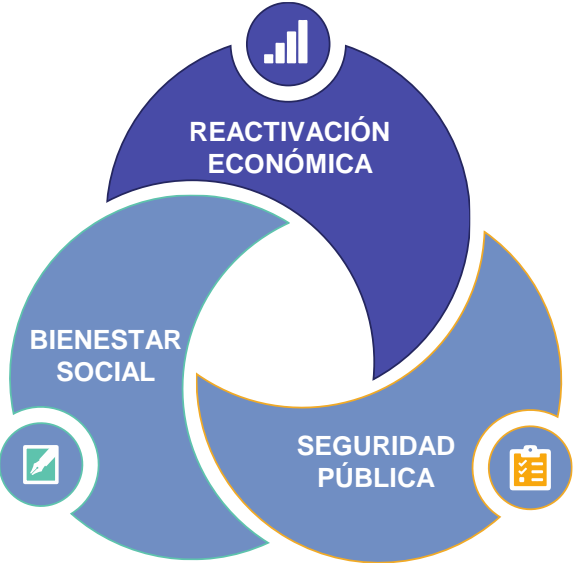 REACTIVACIÓN
ECONÓMICA
BIENESTAR
SOCIAL
SEGURIDAD
PÚBLICA